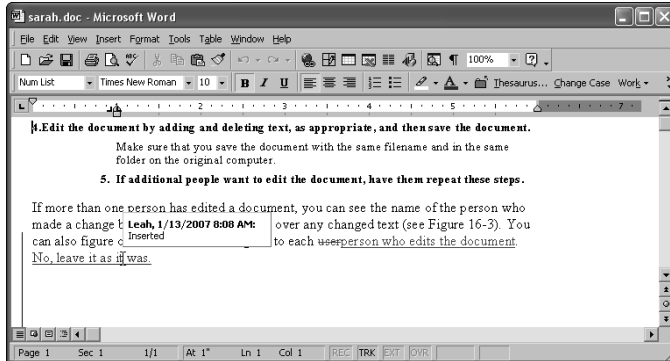 sarah.doc - Microsoft Word
File Edit View Insert Format Tools Table Window Help
100%
Num List Times New Roman 10 B I U Thesaurus... Change Case Work
2 3 4 5 7
4.Edit the document by adding and deleting text, as appropriate, and then save the document.
Make sure that you save the document with the same filename and in the same
folder on the original computer.
5. If additional people want to edit the document, have them repeat these steps.
If more than one person has edited a document, you can see the name of the person who
made a change b Leah, 1/13/2007 8:08 AM: over any changed text (see Figure 16-3). You
Inserted
can also figure to each userperson who edits the document.
No, leave it as it was.
Page 1 Sec 1 1/1 At 1" Ln 1 Col 1 REC TRK EXT OVR